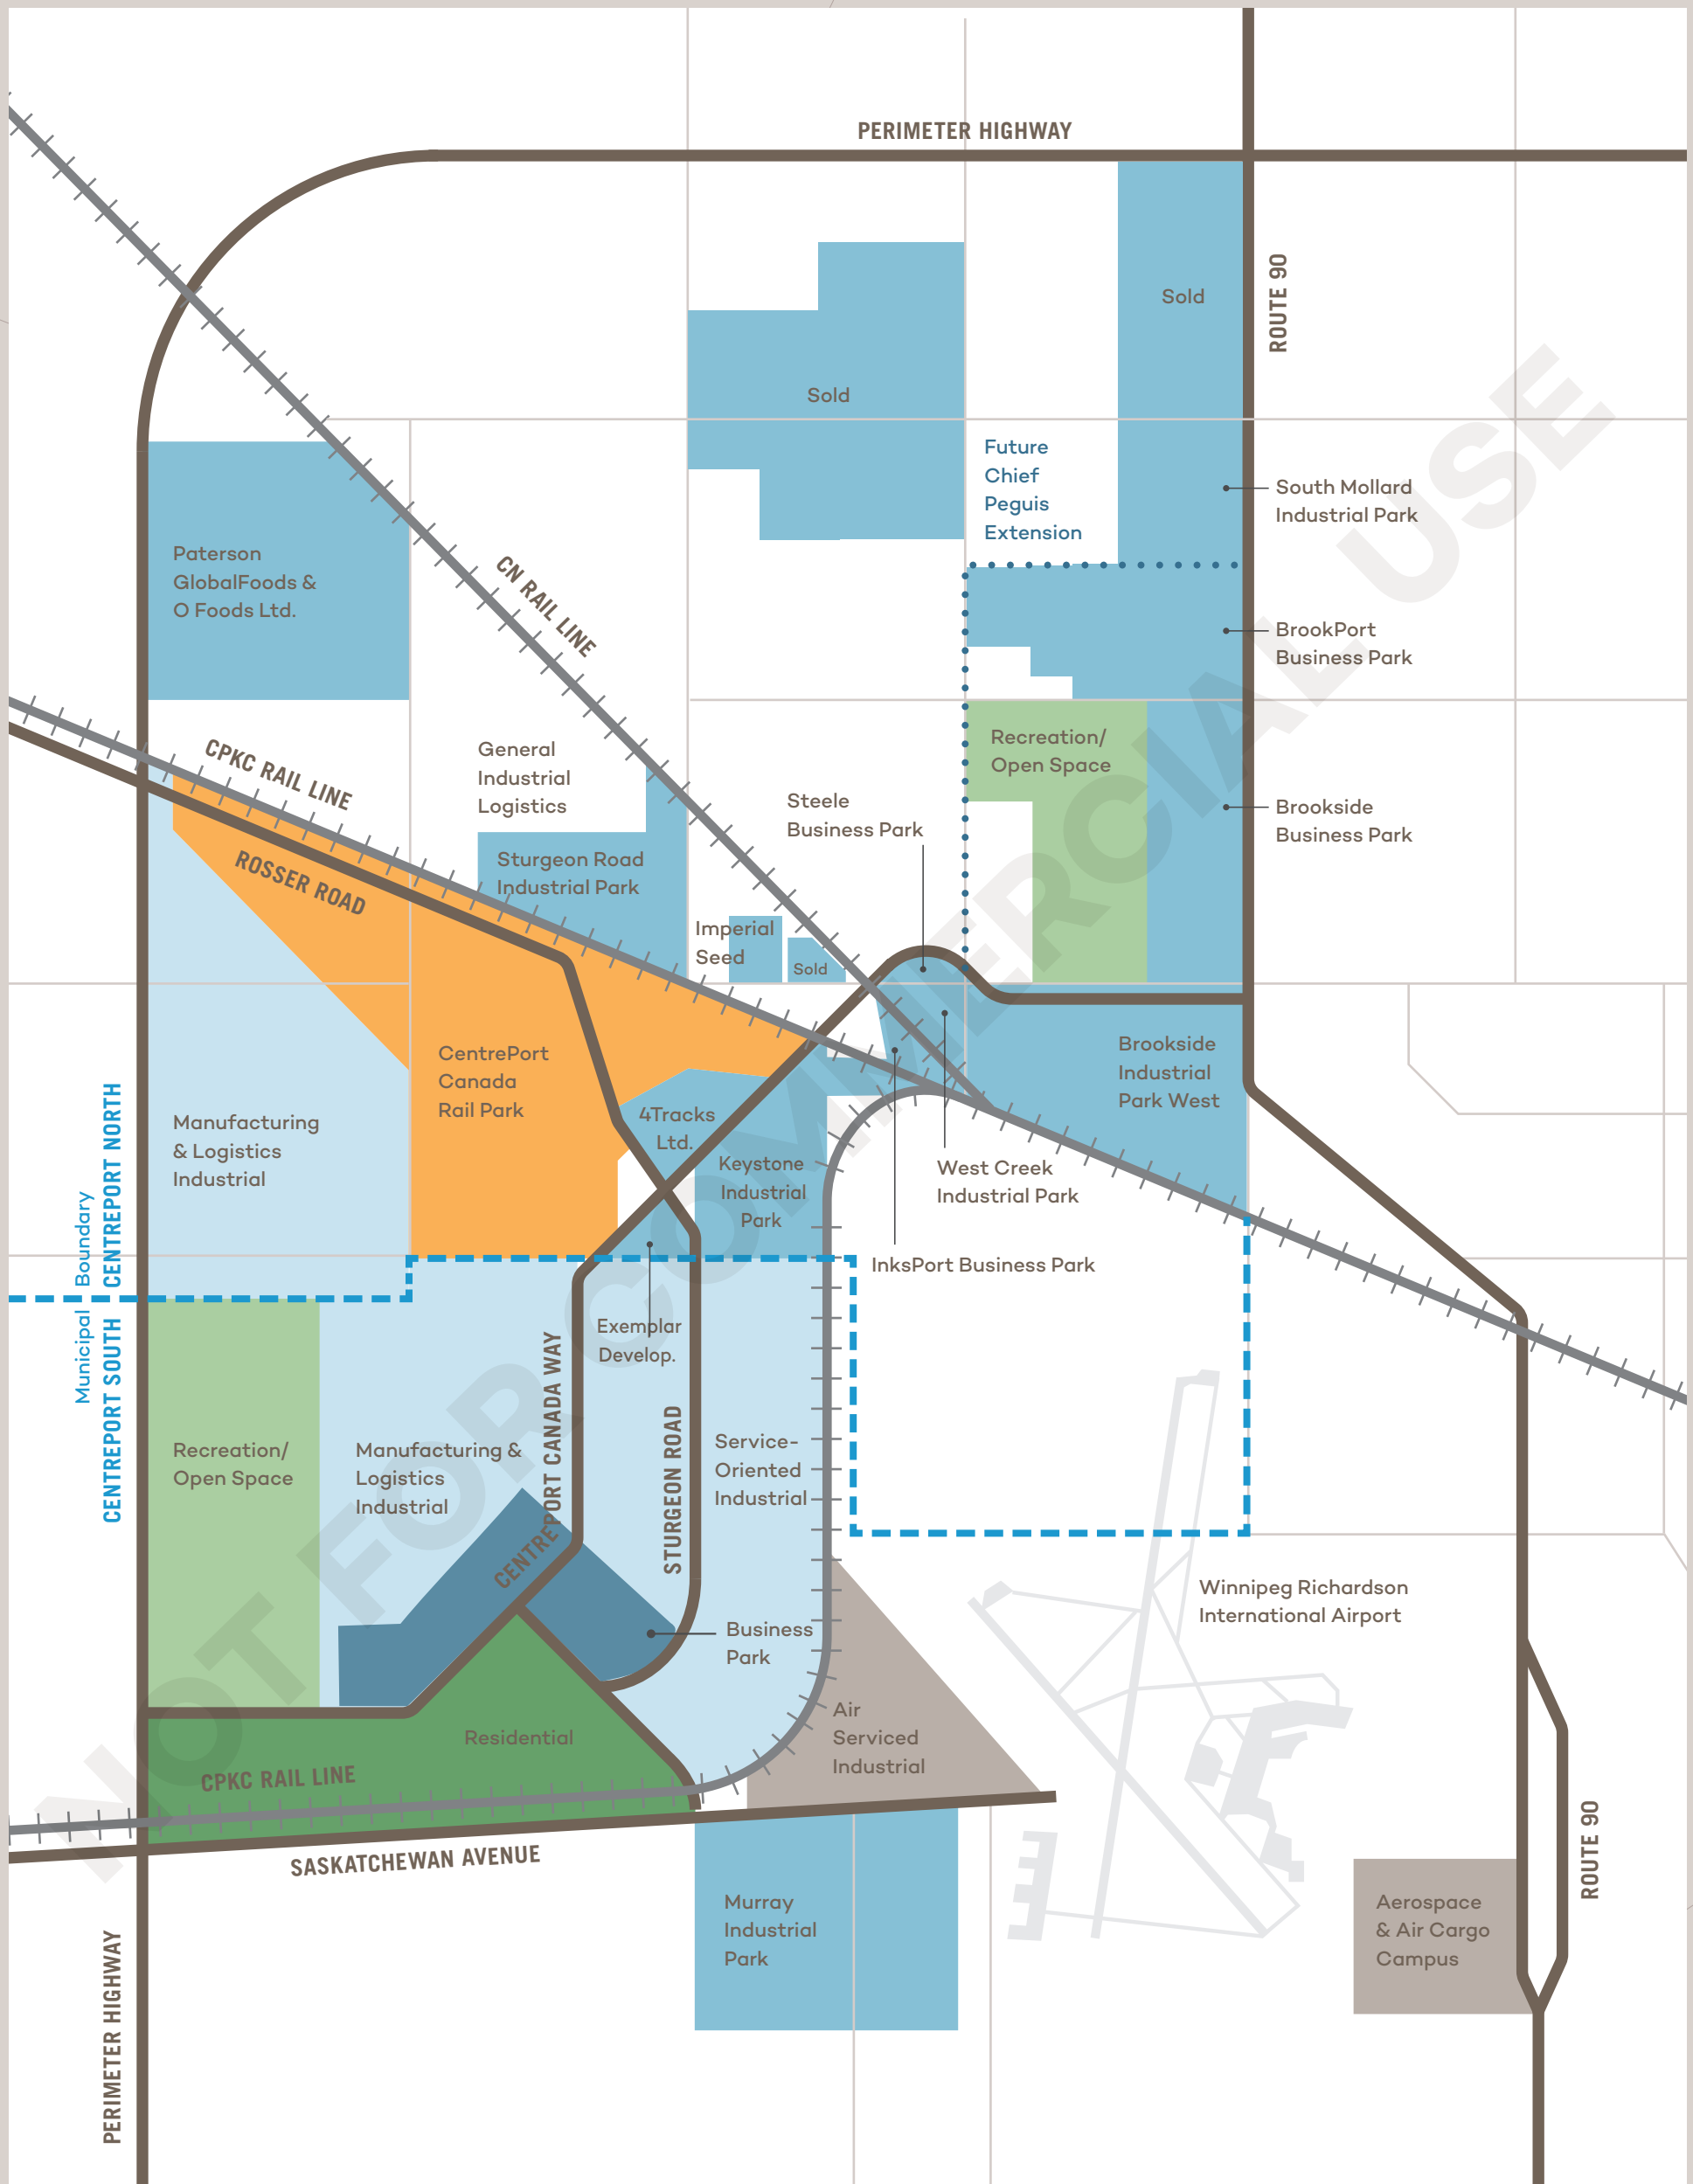 PERIMETER HIGHWAY
Sold
ROUTE 90
Sold
Future
Chief
Peguis
Extension
South Mollard
Industrial Park
Paterson
GlobalFoods &
O Foods Ltd.
CN RAIL LINE
BrookPort
Business Park
CPKC RAIL LINE
General
Industrial
Logistics
Recreation/
Open Space
Steele
Business Park
Brookside
Business Park
ROSSER ROAD
Sturgeon Road
Industrial Park
Imperial
Seed
Sold
CentrePort
Canada
Rail Park
Brookside
Industrial
Park West
4Tracks
Ltd.
Manufacturing
& Logistics
Industrial
Keystone
Industrial
Park
West Creek
Industrial Park
InksPort Business Park
Municipal Boundary
CENTREPORT SOUTH CENTREPORT NORTH
Exemplar
Develop.
CENTREPORT CANADA WAY
STURGEON ROAD
Recreation/
Open Space
Manufacturing &
Logistics
Industrial
Service-
Oriented
Industrial
Winnipeg Richardson
International Airport
Business
Park
Air
Serviced
Industrial
Residential
CPKC RAIL LINE
SASKATCHEWAN AVENUE
ROUTE 90
Murray
Industrial
Park
Aerospace
& Air Cargo
Campus
PERIMETER HIGHWAY
NOT FOR COMMERCIAL USE